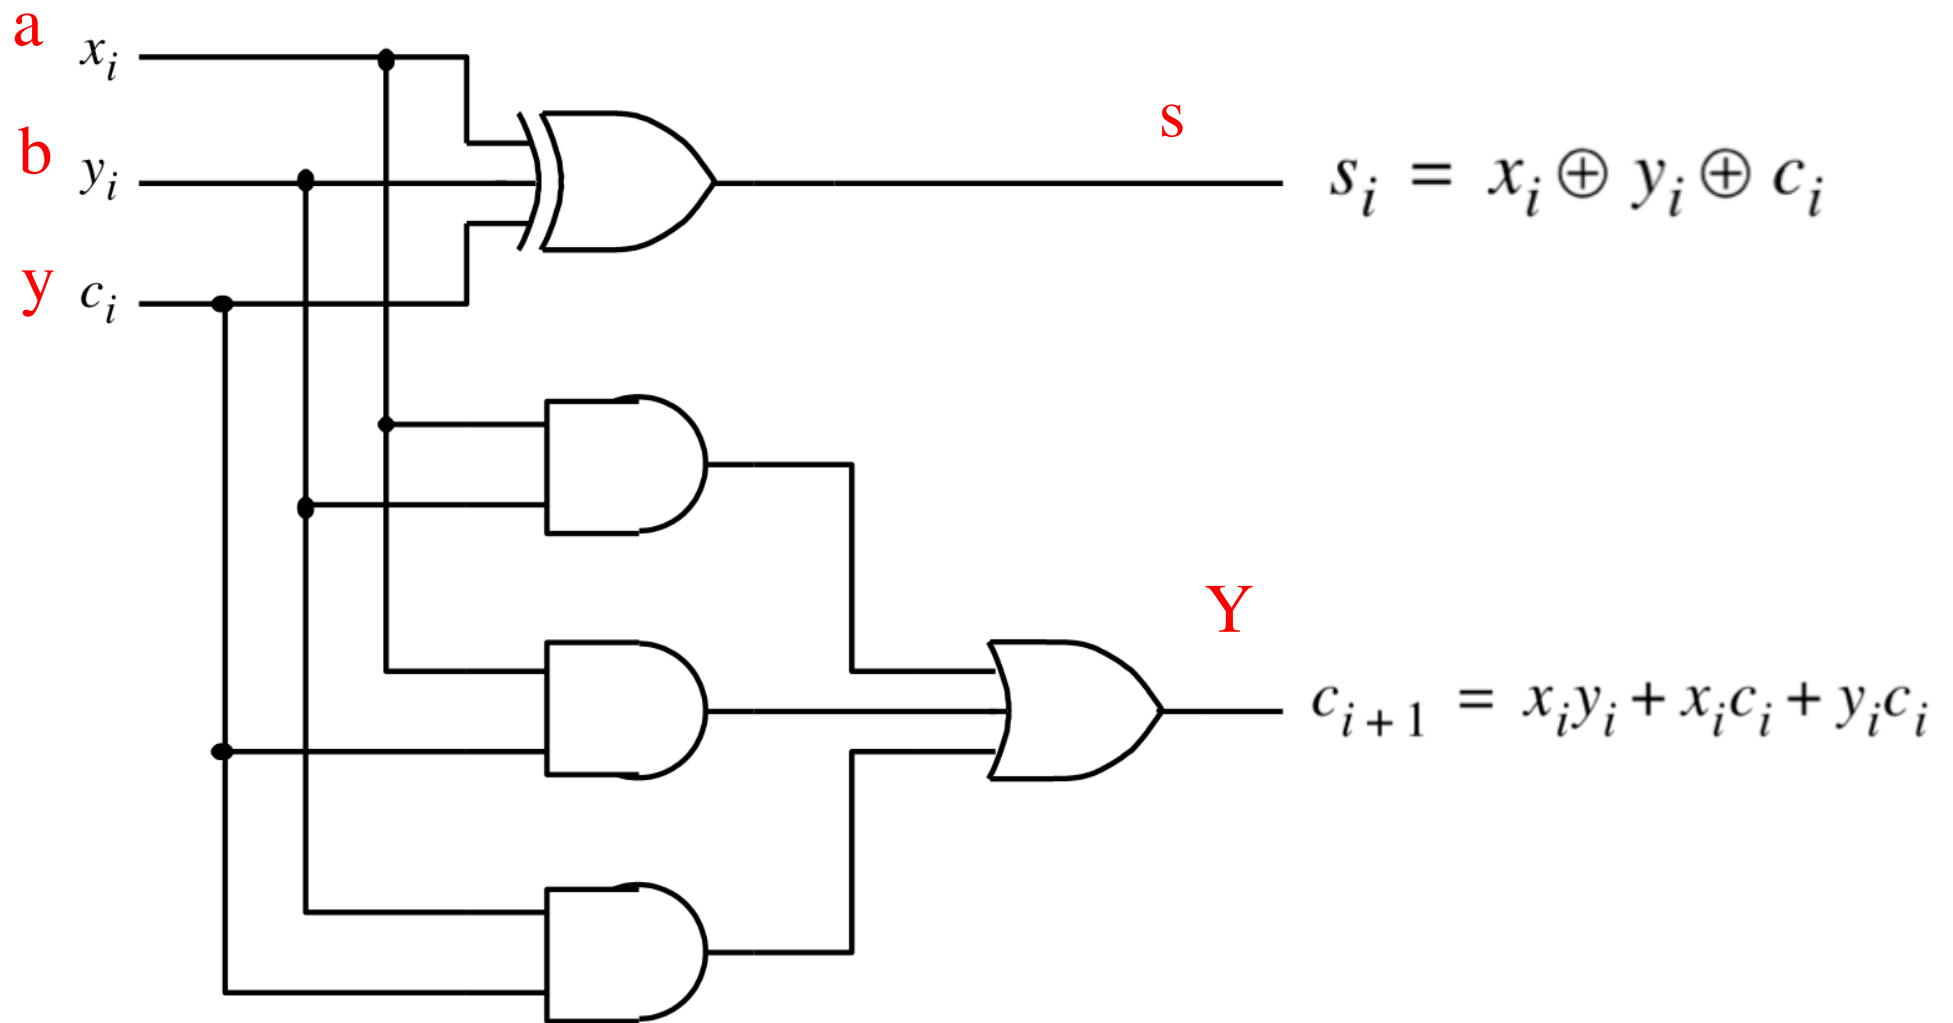 a x_i
s
b y_i
s_i = x_i ⊕ y_i ⊕ c_i
y c_i
Y
c_{i+1} = x_i y_i + x_i c_i + y_i c_i